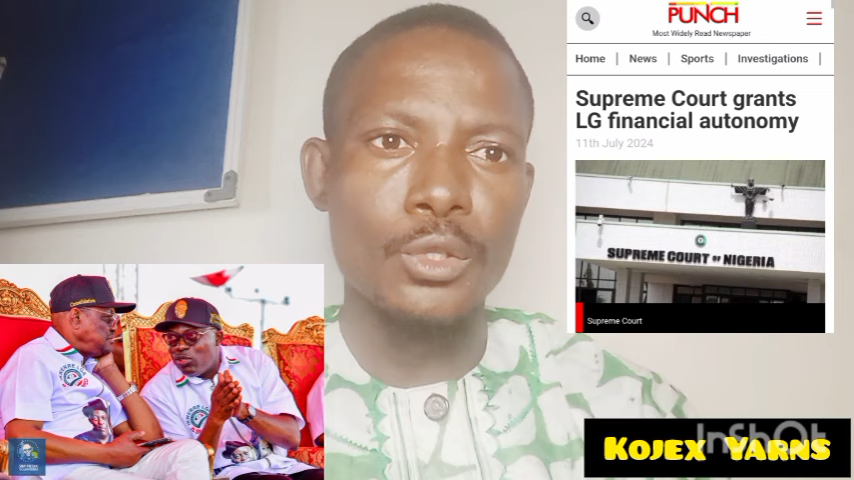 PUNCH
Most Widely Read Newspaper
Home | News | Sports | Investigations |
Supreme Court grants
LG financial autonomy
11th July 2024
SUPREME COURT OF NIGERIA
Supreme Court
InShOt
KOJEX YARNS